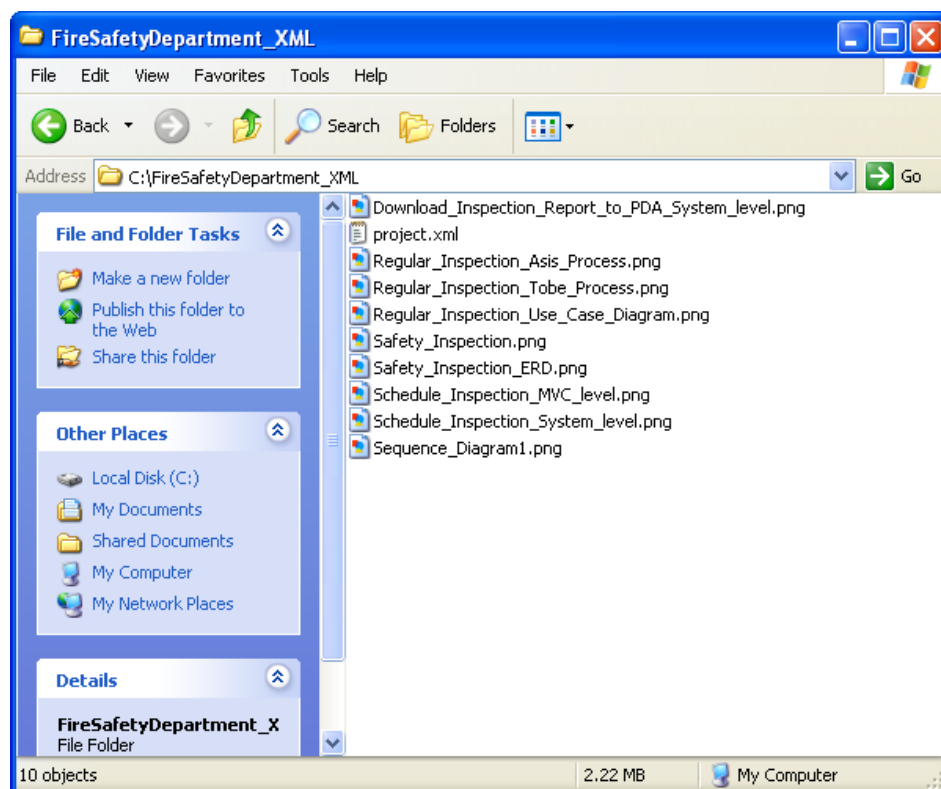 FireSafetyDepartment_XML
File Edit View Favorites Tools Help
Back Search Folders
Address C:\FireSafetyDepartment_XML Go
File and Folder Tasks
Make a new folder
Publish this folder to
the Web
Share this folder
Other Places
Local Disk (C:)
My Documents
Shared Documents
My Computer
My Network Places
Details
FireSafetyDepartment_X
File Folder
Download_Inspection_Report_to_PDA_System_level.png
project.xml
Regular_Inspection_Asis_Process.png
Regular_Inspection_Tobe_Process.png
Regular_Inspection_Use_Case_Diagram.png
Safety_Inspection.png
Safety_Inspection_ERD.png
Schedule_Inspection_MVC_level.png
Schedule_Inspection_System_level.png
Sequence_Diagram1.png
10 objects 2.22 MB My Computer